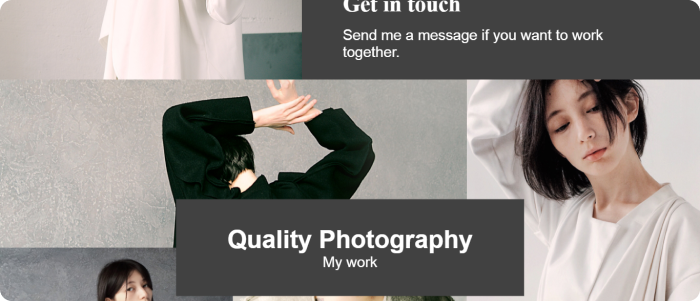 Get in touch
Send me a message if you want to work
together.
Quality Photography
My work